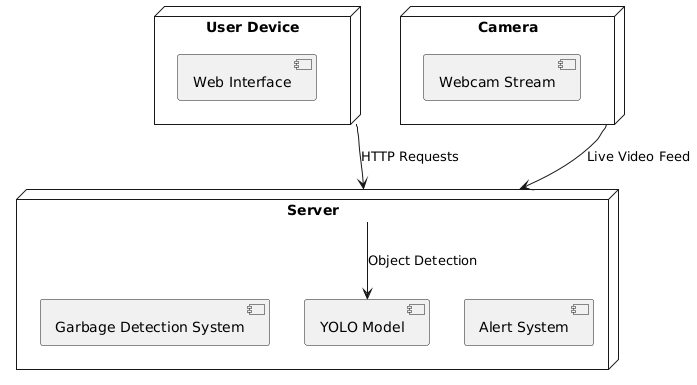 User Device
Camera
Web Interface
Webcam Stream
HTTP Requests
Live Video Feed
Server
Object Detection
Garbage Detection System
YOLO Model
Alert System